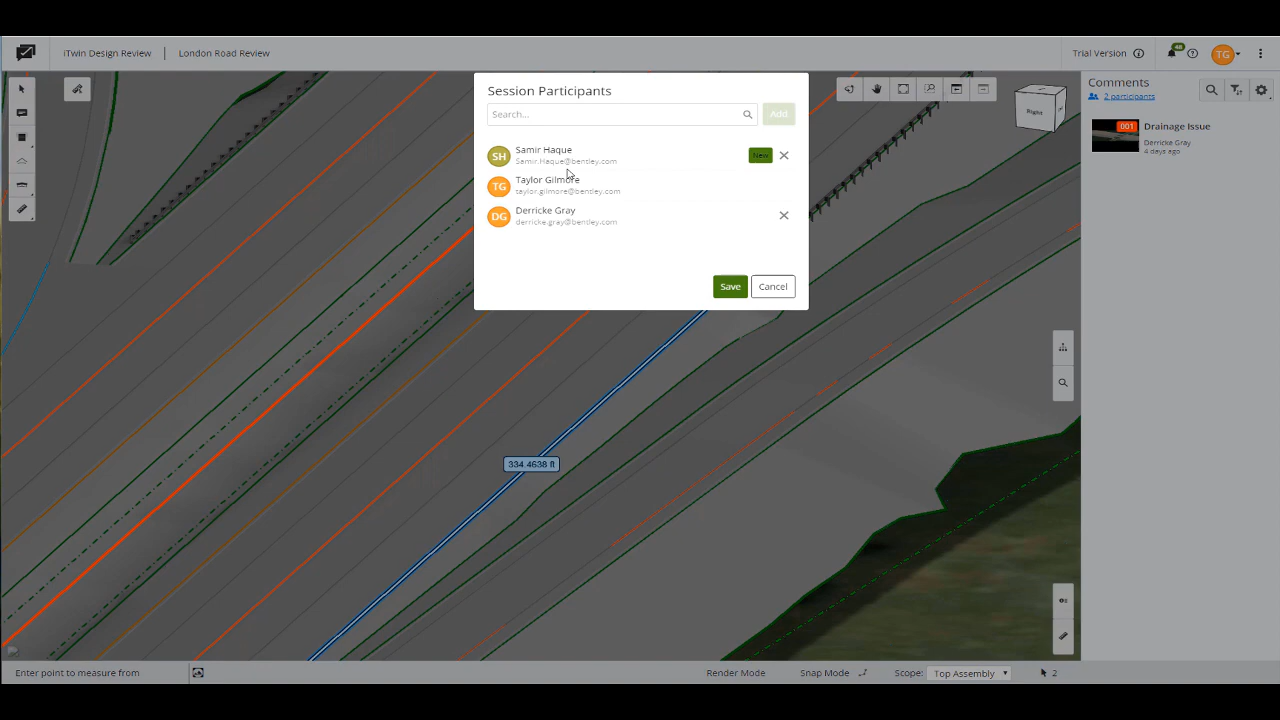 iTwin Design Review | London Road Review
Trial Version
48
TG
Session Participants
Search...
Add
SH
Samir Haque
Samir.Haque@bentley.com
New
TG
Taylor Gilmore
taylor.gilmore@bentley.com
DG
Derricke Gray
derricke.gray@bentley.com
Save
Cancel
Right
Comments
2 participants
001
Drainage Issue
Derricke Gray
4 days ago
334.4638 ft
Enter point to measure from
Render Mode
Snap Mode
Scope:
Top Assembly
2